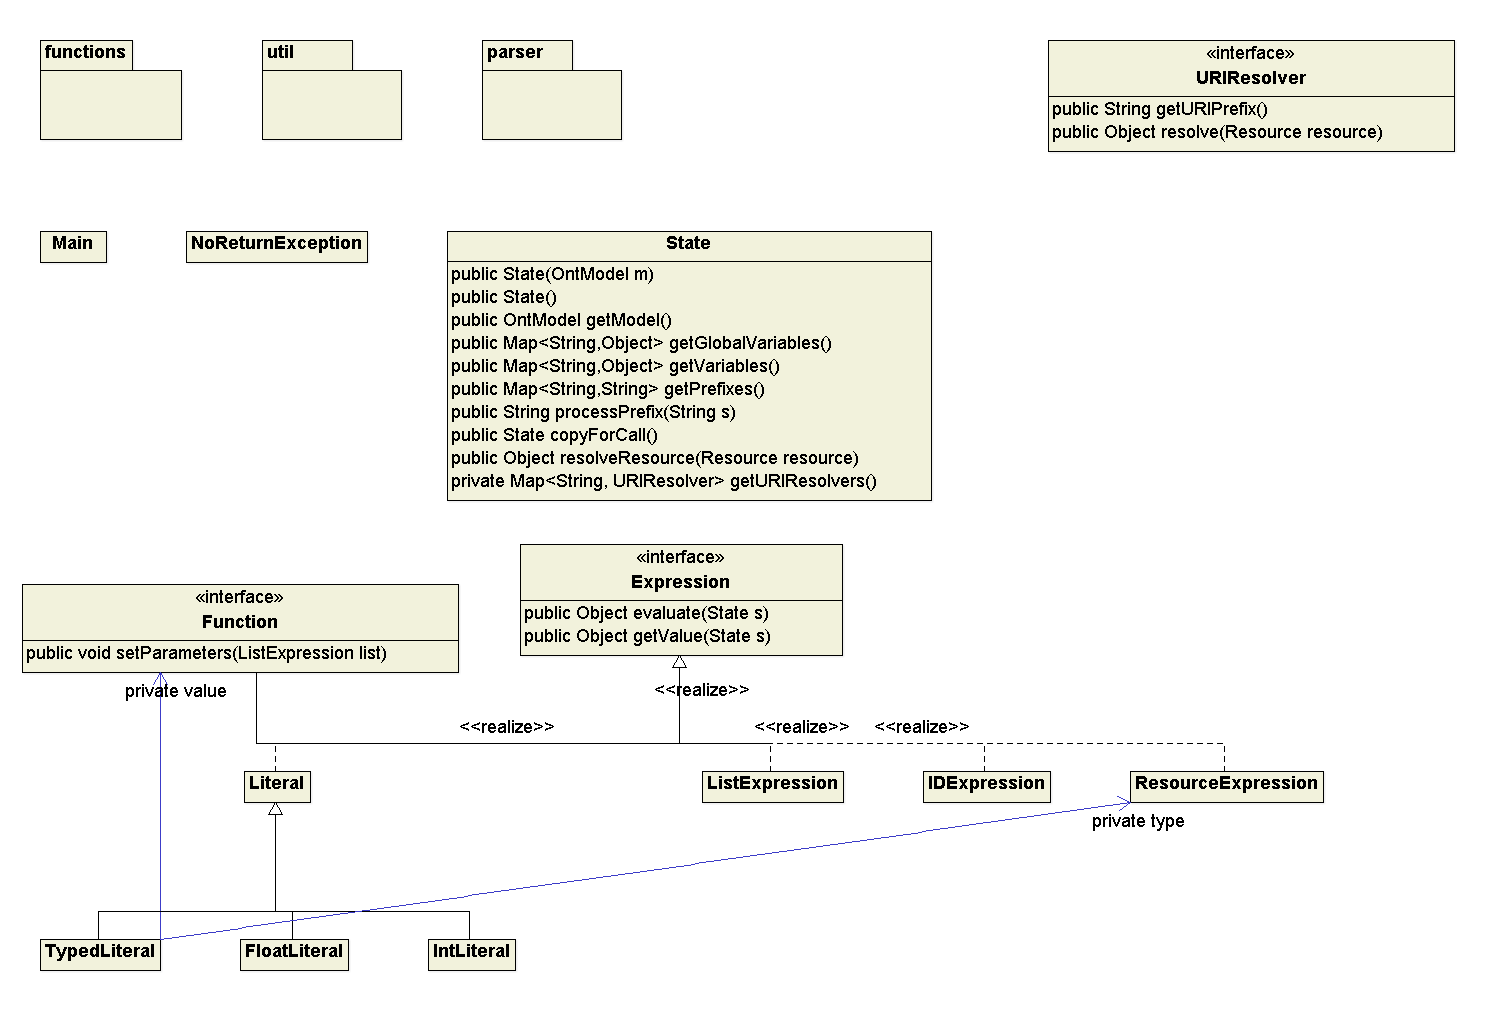 functions
util
parser
«interface»
URIResolver
public String getURIPrefix()
public Object resolve(Resource resource)
Main
NoReturnException
State
public State(OntModel m)
public State()
public OntModel getModel()
public Map<String,Object> getGlobalVariables()
public Map<String,Object> getVariables()
public Map<String,String> getPrefixes()
public String processPrefix(String s)
public State copyForCall()
public Object resolveResource(Resource resource)
private Map<String, URIResolver> getURIResolvers()
«interface»
Expression
public Object evaluate(State s)
public Object getValue(State s)
«interface»
Function
public void setParameters(ListExpression list)
private value
<<realize>>
<<realize>>
<<realize>>
<<realize>>
Literal
ListExpression
IDExpression
ResourceExpression
private type
TypedLiteral
FloatLiteral
IntLiteral